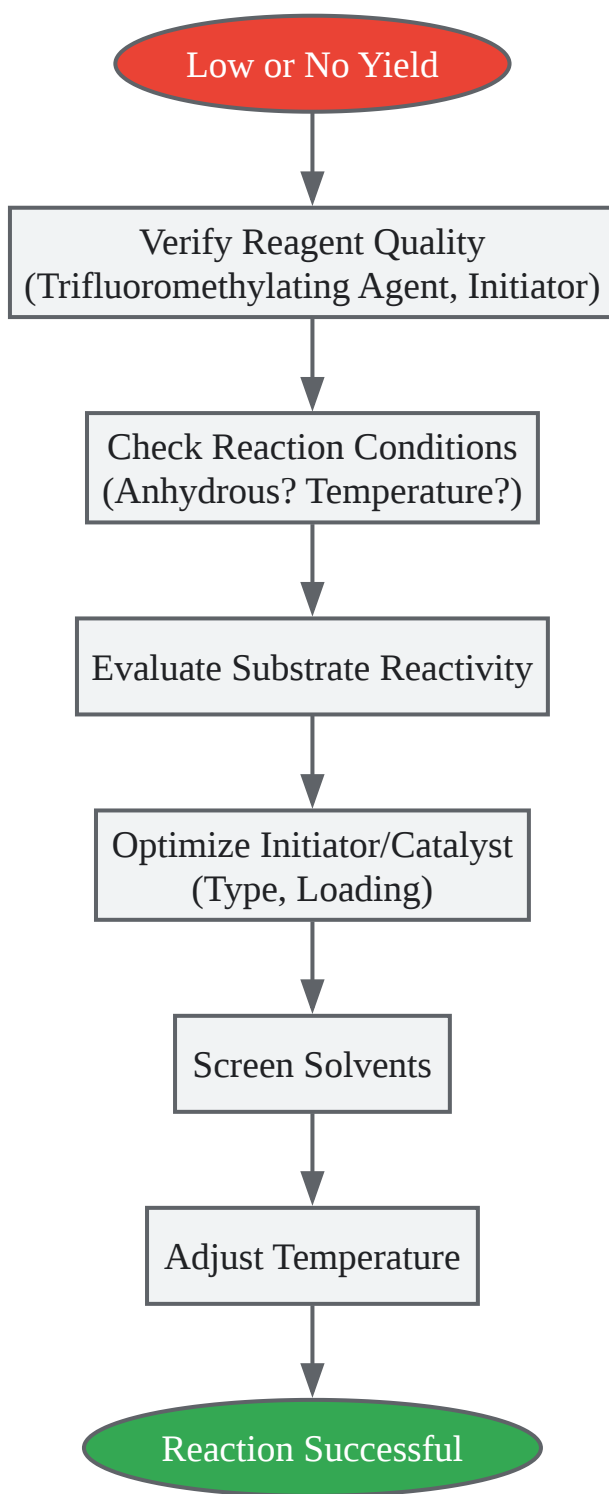 Low or No Yield
Verify Reagent Quality
(Trifluoromethylating Agent, Initiator)
Check Reaction Conditions
(Anhydrous? Temperature?)
Evaluate Substrate Reactivity
Optimize Initiator/Catalyst
(Type, Loading)
Screen Solvents
Adjust Temperature
Reaction Successful